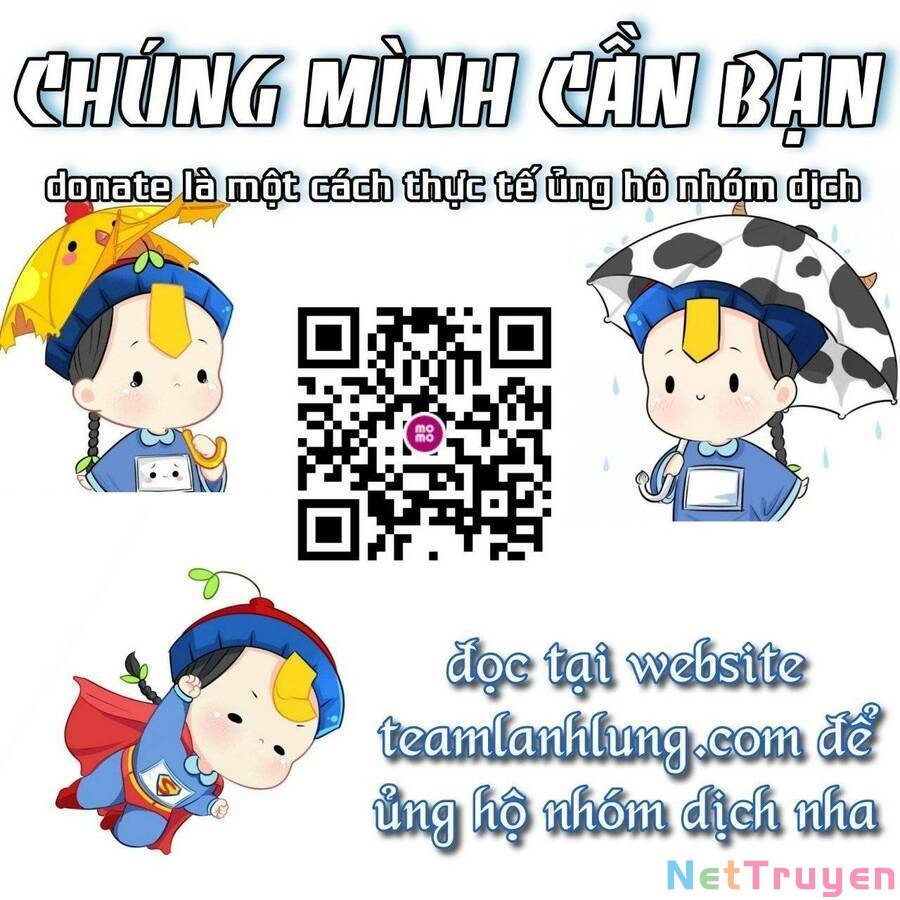 CHÚNG MÌNH CẦN BẠN
donate là một cách thực tế ủng hô nhóm dịch
mo
mo
S
đọc tại website
teamlanhlung.com để
ủng hộ nhóm dịch nha
NetTruyen